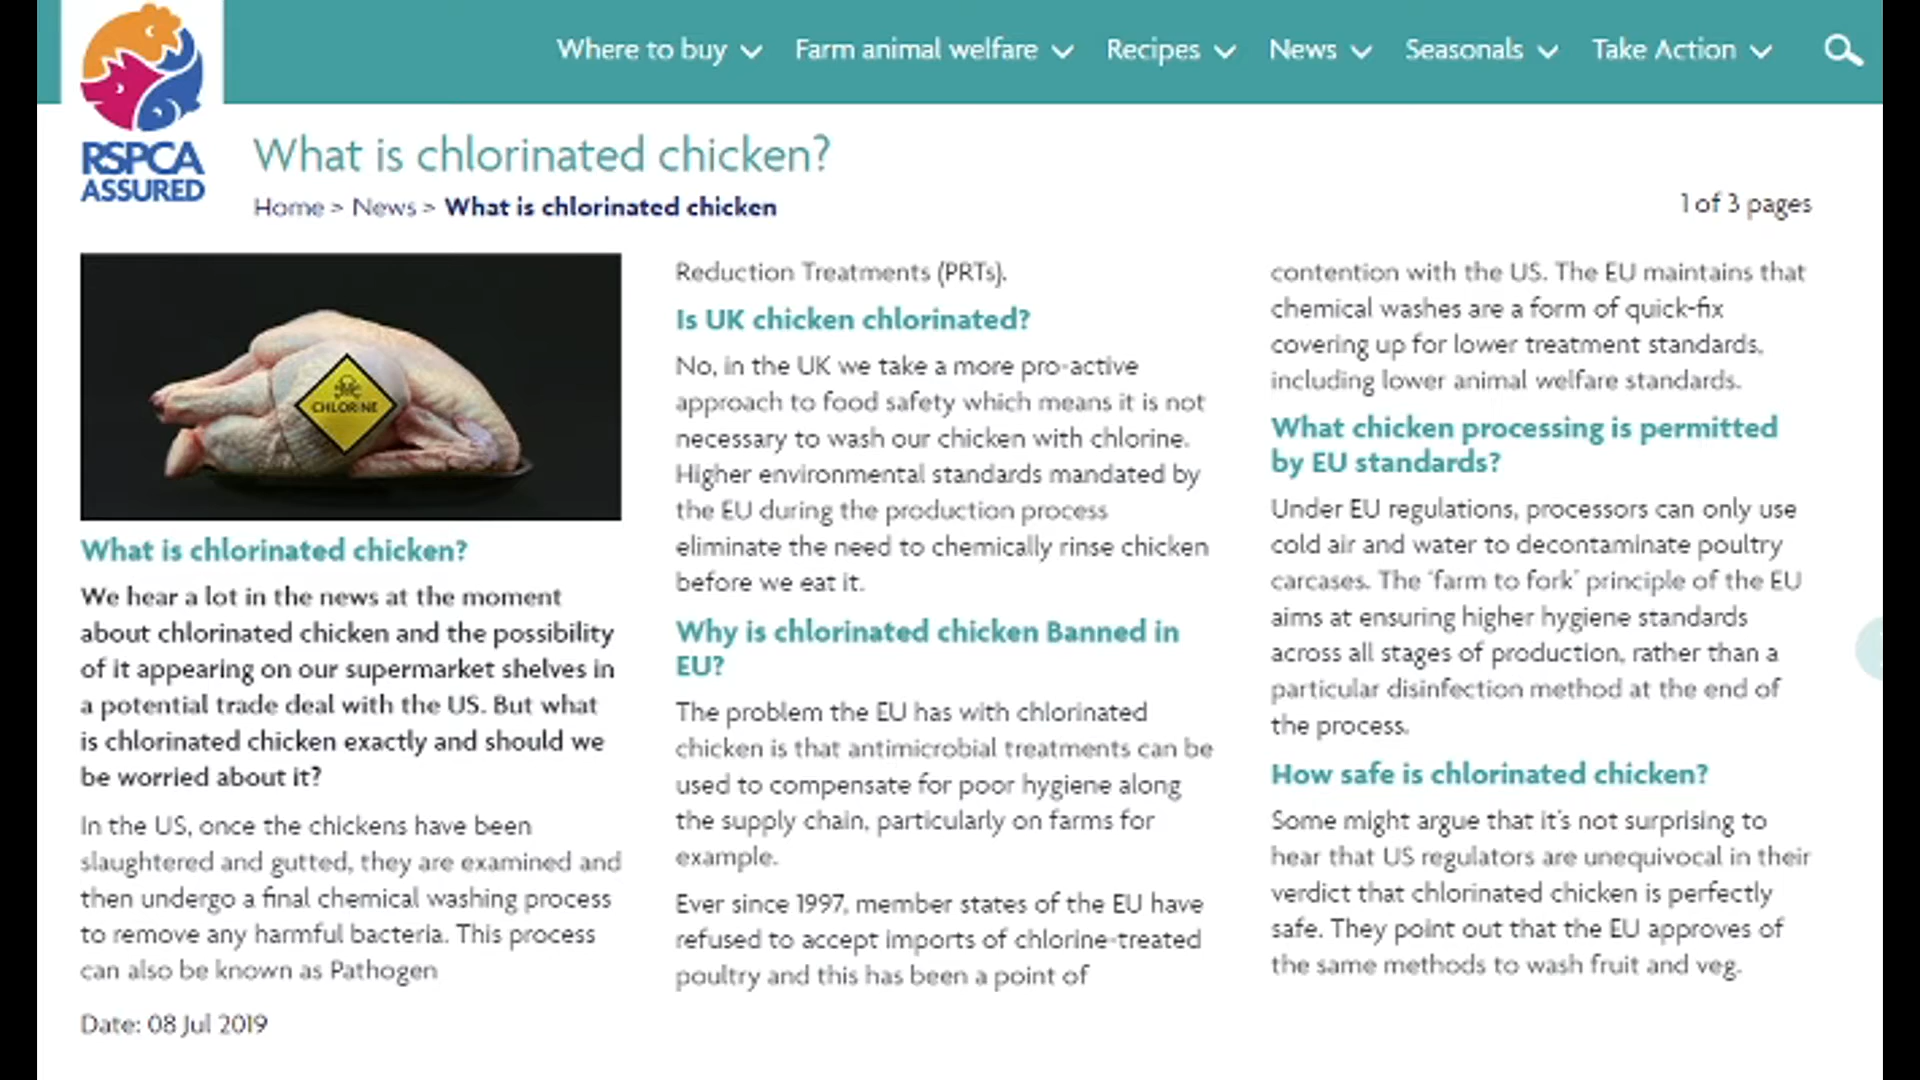 Where to buy
Farm animal welfare
Recipes
News
Seasonals
Take Action
RSPCA
ASSURED
What is chlorinated chicken?
Home > News > What is chlorinated chicken
1 of 3 pages
CHLORINE
What is chlorinated chicken?
We hear a lot in the news at the moment
about chlorinated chicken and the possibility
of it appearing on our supermarket shelves in
a potential trade deal with the US. But what
is chlorinated chicken exactly and should we
be worried about it?
In the US, once the chickens have been
slaughtered and gutted, they are examined and
then undergo a final chemical washing process
to remove any harmful bacteria. This process
can also be known as Pathogen
Reduction Treatments (PRTs).
Is UK chicken chlorinated?
No, in the UK we take a more pro-active
approach to food safety which means it is not
necessary to wash our chicken with chlorine.
Higher environmental standards mandated by
the EU during the production process
eliminate the need to chemically rinse chicken
before we eat it.
Why is chlorinated chicken Banned in
EU?
The problem the EU has with chlorinated
chicken is that antimicrobial treatments can be
used to compensate for poor hygiene along
the supply chain, particularly on farms for
example.
Ever since 1997, member states of the EU have
refused to accept imports of chlorine-treated
poultry and this has been a point of
contention with the US. The EU maintains that
chemical washes are a form of quick-fix
covering up for lower treatment standards,
including lower animal welfare standards.
What chicken processing is permitted
by EU standards?
Under EU regulations, processors can only use
cold air and water to decontaminate poultry
carcases. The 'farm to fork' principle of the EU
aims at ensuring higher hygiene standards
across all stages of production, rather than a
particular disinfection method at the end of
the process.
How safe is chlorinated chicken?
Some might argue that it's not surprising to
hear that US regulators are unequivocal in their
verdict that chlorinated chicken is perfectly
safe. They point out that the EU approves of
the same methods to wash fruit and veg.
Date: 08 Jul 2019